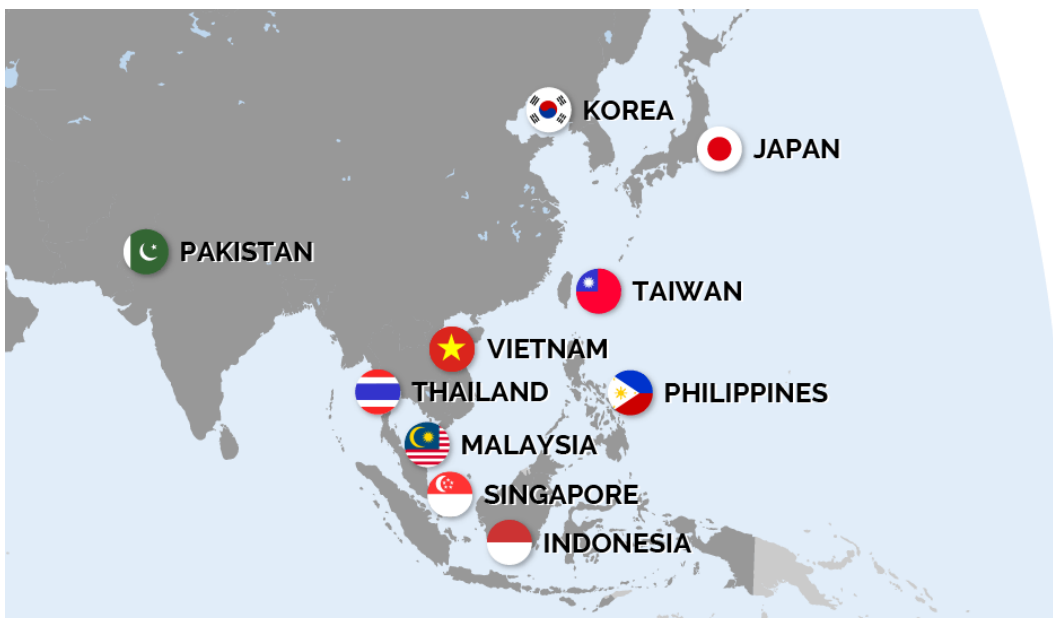 KOREA
JAPAN
PAKISTAN
TAIWAN
VIETNAM
THAILAND
PHILIPPINES
MALAYSIA
SINGAPORE
INDONESIA